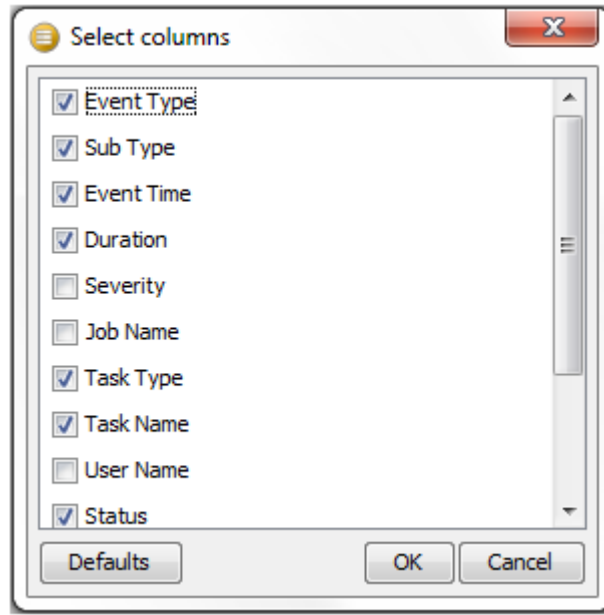 Select columns
Event Type
Sub Type
Event Time
Duration
Severity
Job Name
Task Type
Task Name
User Name
Status
Defaults OK Cancel